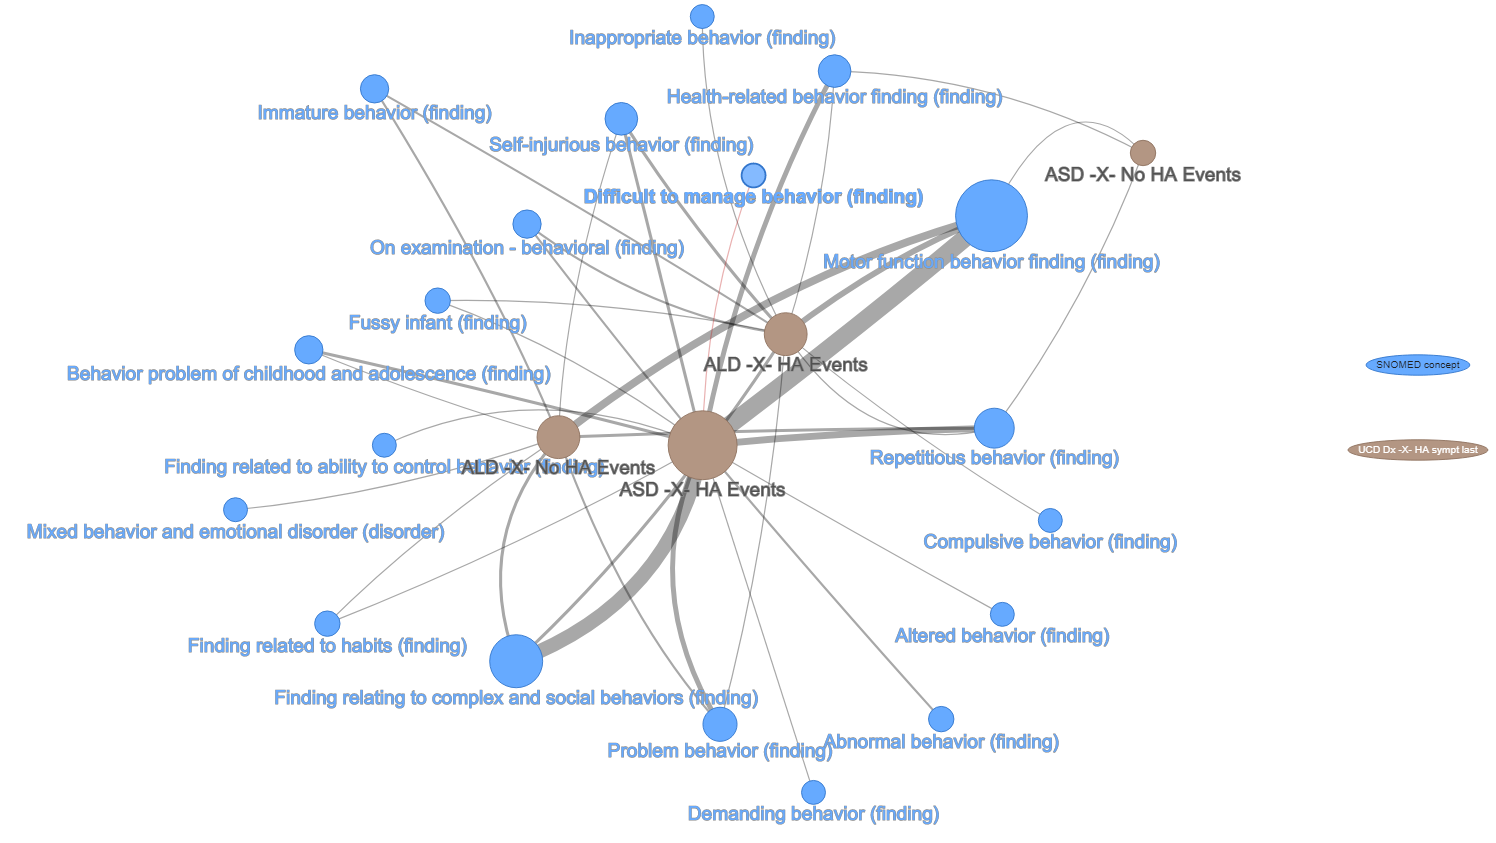 Inappropriate behavior (finding)
Health-related behavior finding (finding)
Immature behavior (finding)
Self-injurious behavior (finding)
ASD -X- No HA Events
Difficult to manage behavior (finding)
On examination - behavioral (finding)
Motor function behavior finding (finding)
Fussy infant (finding)
ALD -X- HA Events
SNOMED concept
Behavior problem of childhood and adolescence (finding)
UCD Dx -X- HA sympt last
Repetitious behavior (finding)
Finding related to ability to control behavior (finding)
ALD -X- No HA Events
ASD -X- HA Events
Mixed behavior and emotional disorder (disorder)
Compulsive behavior (finding)
Altered behavior (finding)
Finding related to habits (finding)
Finding relating to complex and social behaviors (finding)
Abnormal behavior (finding)
Problem behavior (finding)
Demanding behavior (finding)